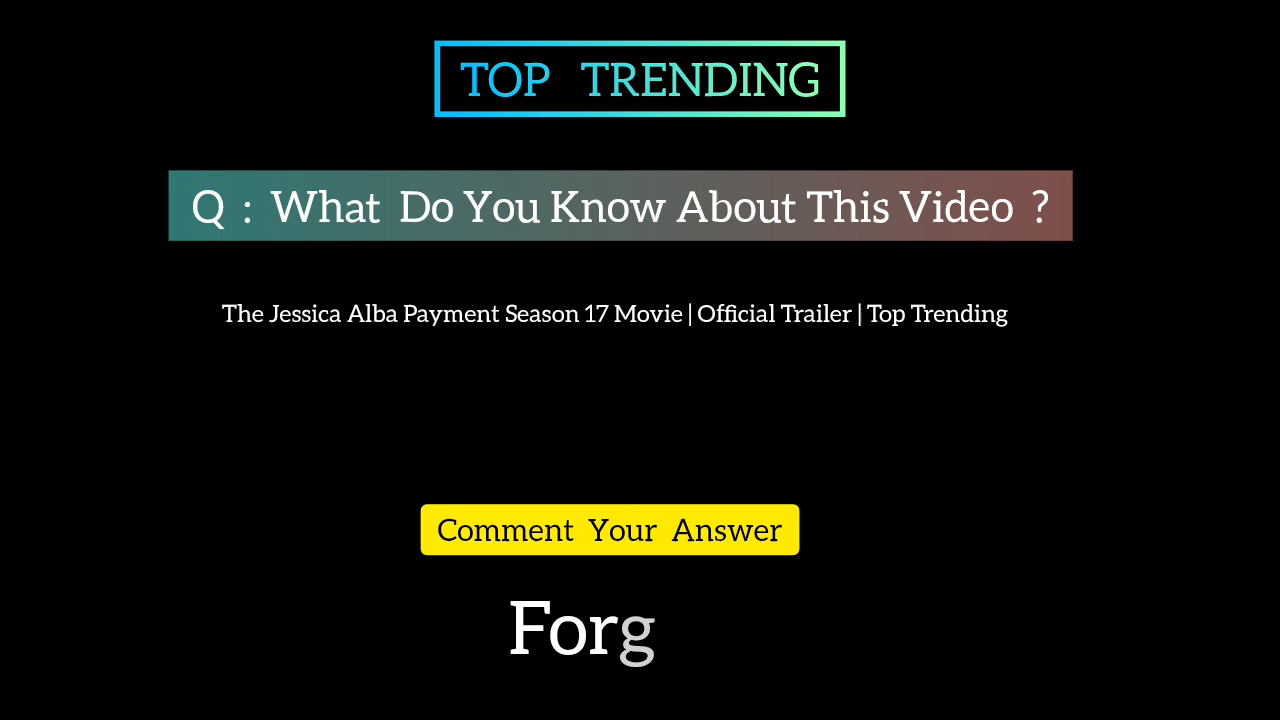 TOP TRENDING
Q : What Do You Know About This Video ?
The Jessica Alba Payment Season 17 Movie | Official Trailer | Top Trending
Comment Your Answer
Forg